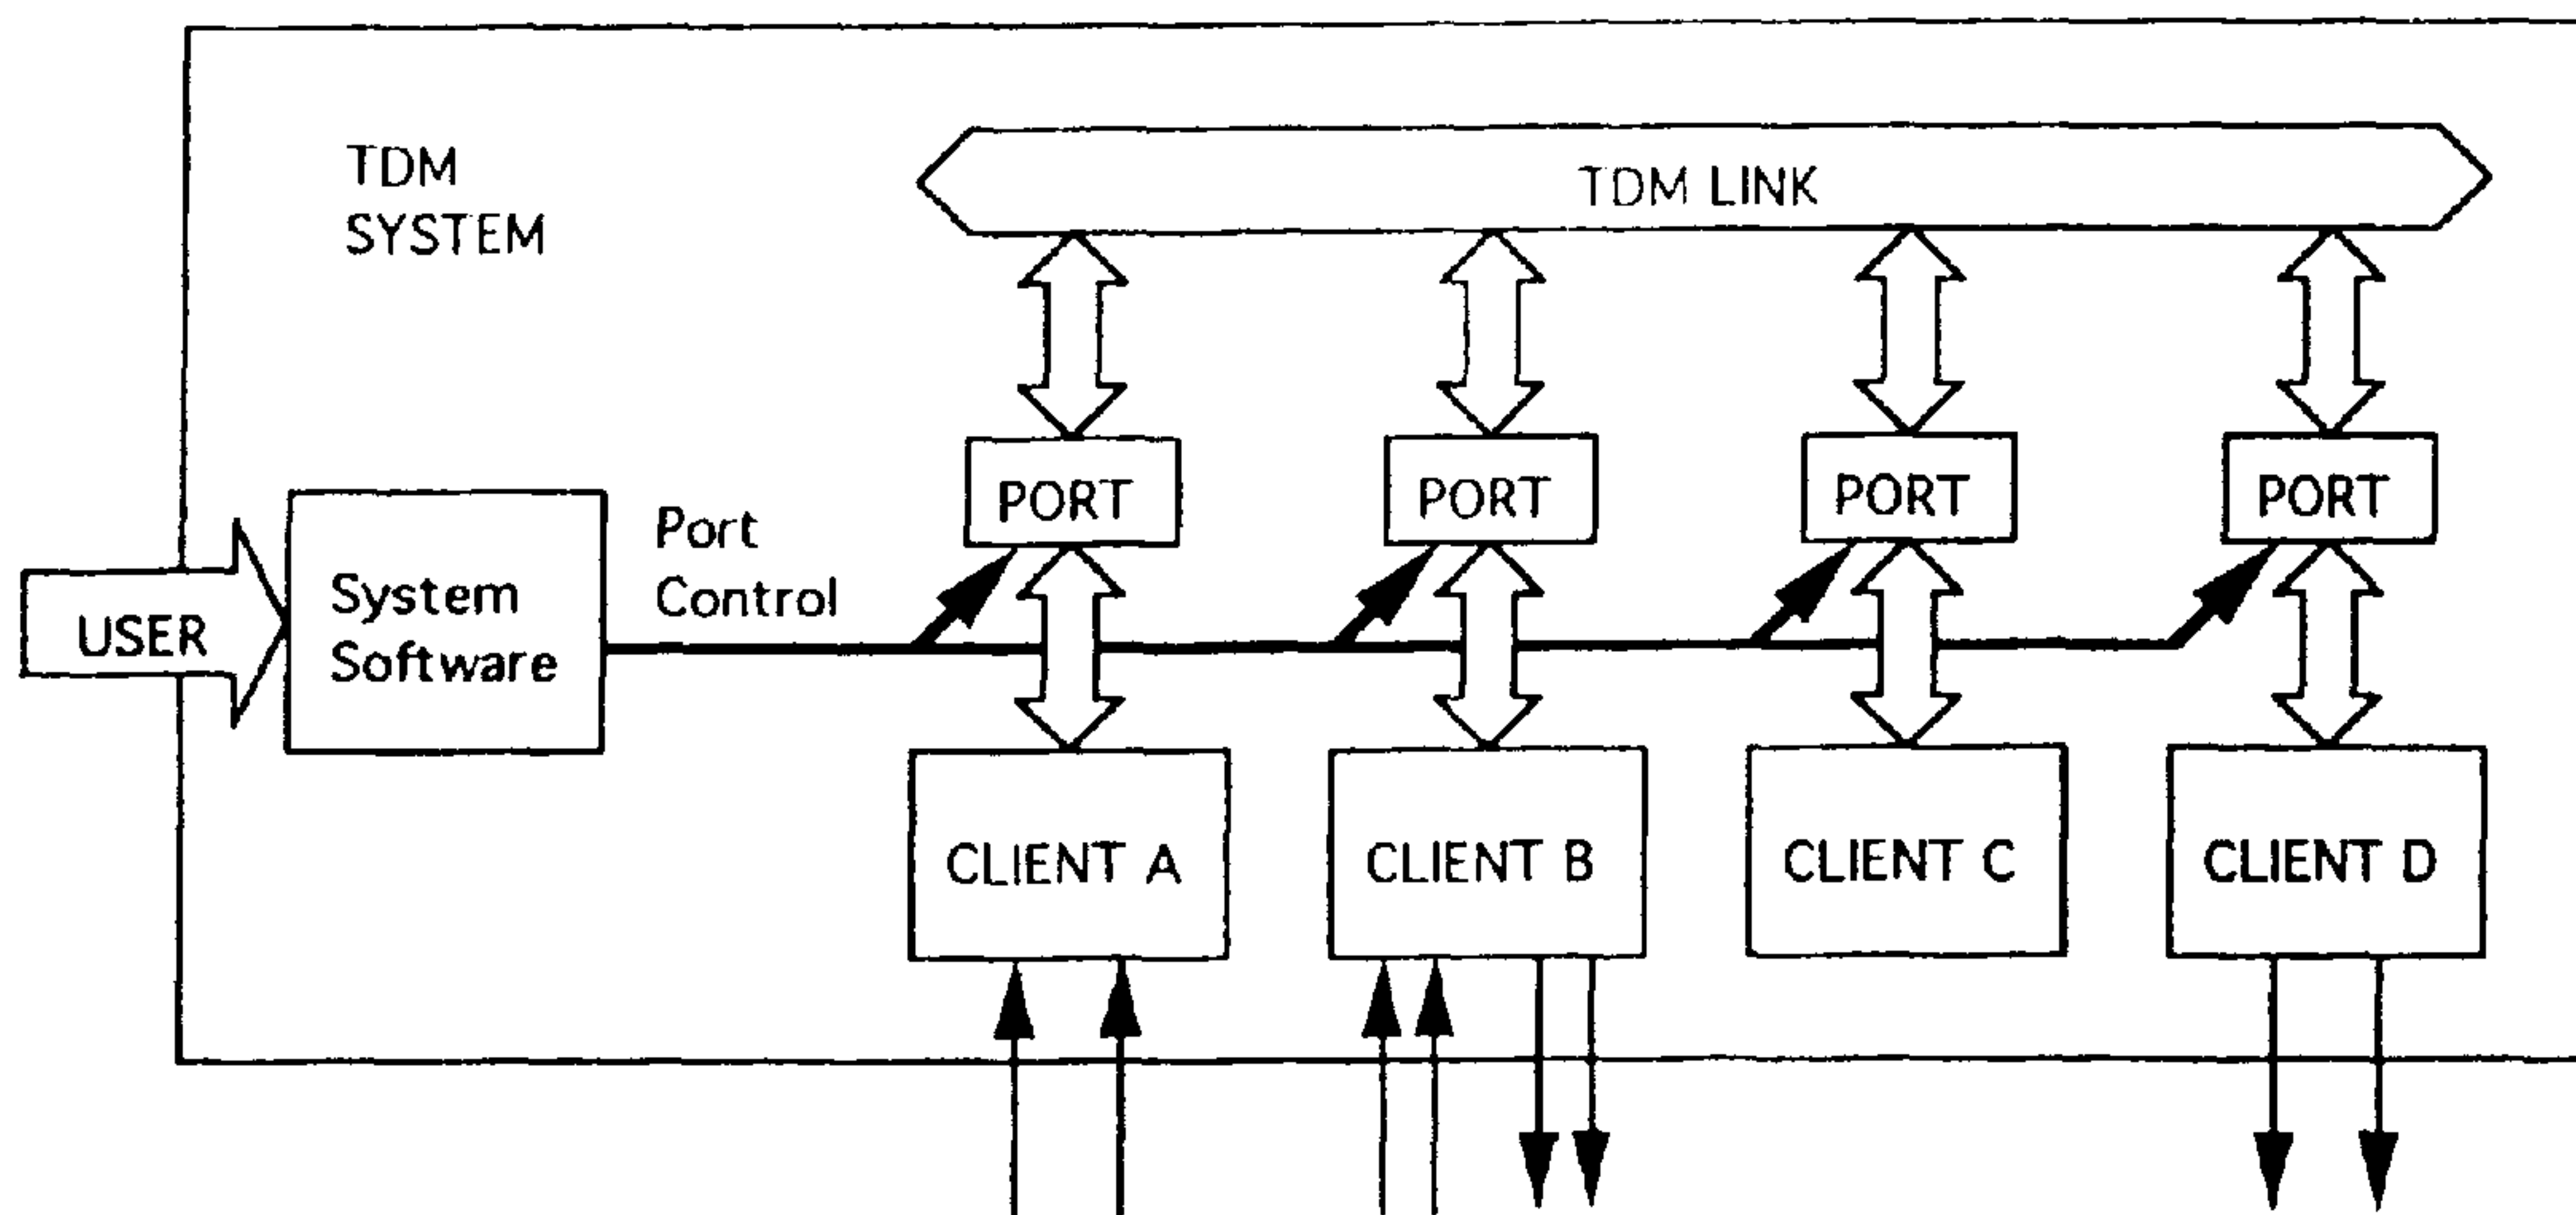 TDM
SYSTEM
TDM LINK
PORT
PORT
PORT
PORT
Port
Control
USER
System
Software
CLIENT A
CLIENT B
CLIENT C
CLIENT D